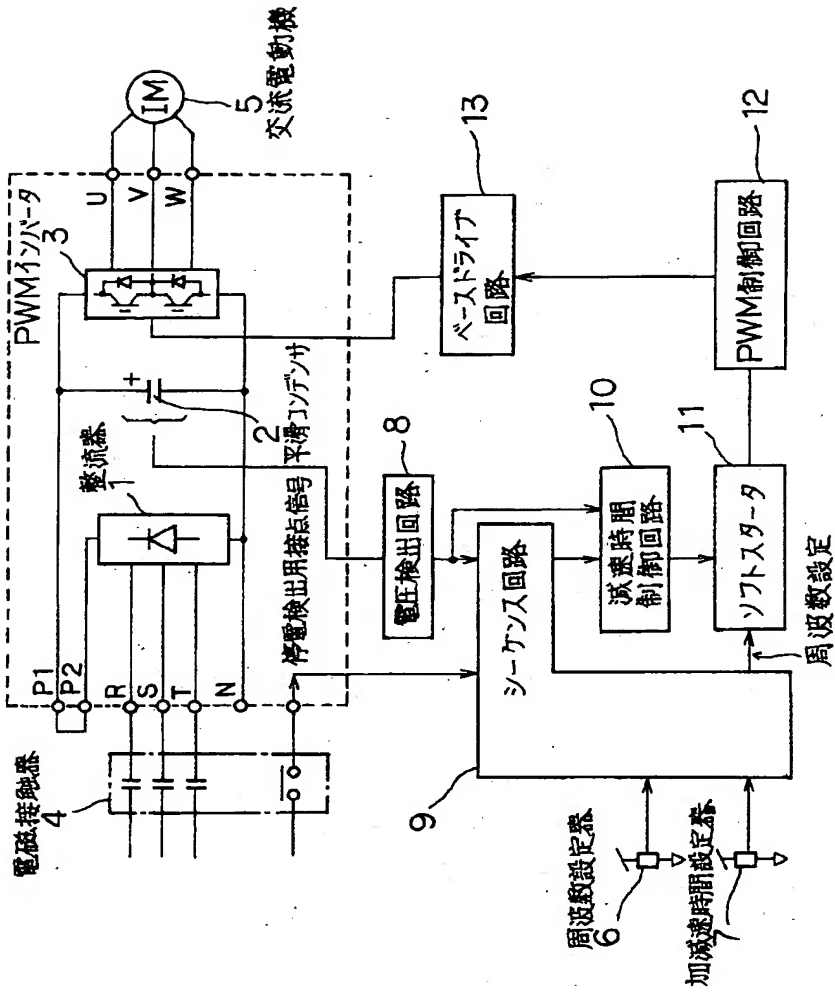 電磁接触器
4
P1
P2
R
S
T
N
PWMインバータ
整流器
1
+
2
平滑コンデンサ
3
U
V
W
IM
5
交流電動機
停電検出用接点信号
電圧検出回路
8
ベースドライブ
回路
13
9
シーケンス回路
減速時間
制御回路
10
ソフトスタータ
11
PWM制御回路
12
周波数設定
周波数設定器
6
加減速時間設定器
7